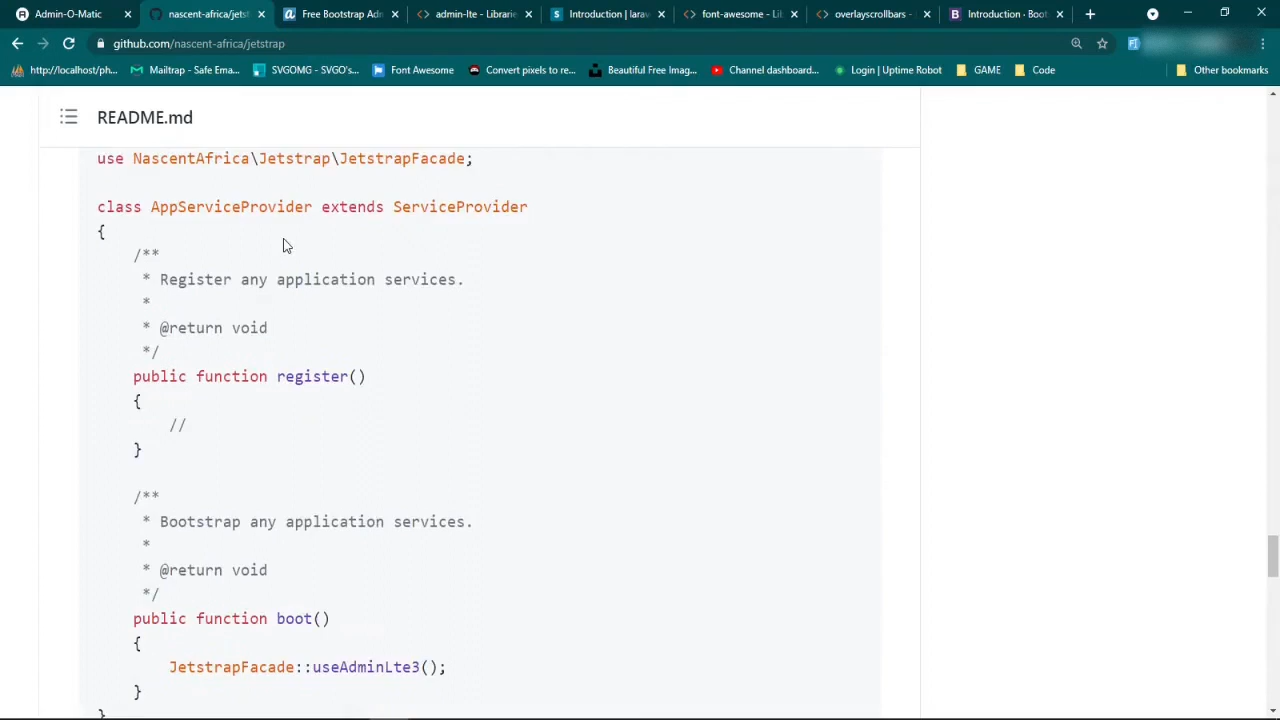 Admin-O-Matic
nascent-africa/jets
Free Bootstrap Adm
admin-lte - Librarie
Introduction | larav
font-awesome - Lib
overlayscrollbars -
Introduction · Boot
github.com/nascent-africa/jetstrap
http://localhost/ph...
Mailtrap - Safe Ema...
SVGOMG - SVGO's...
Font Awesome
Convert pixels to re...
Beautiful Free Imag...
Channel dashboard...
Login | Uptime Robot
GAME
Code
Other bookmarks
README.md
use NascentAfrica\Jetstrap\JetstrapFacade;
class AppServiceProvider extends ServiceProvider
{
/**
* Register any application services.
*
* @return void
*/
public function register()
{
//
}
/**
* Bootstrap any application services.
*
* @return void
*/
public function boot()
{
JetstrapFacade::useAdminLte3();
}
}